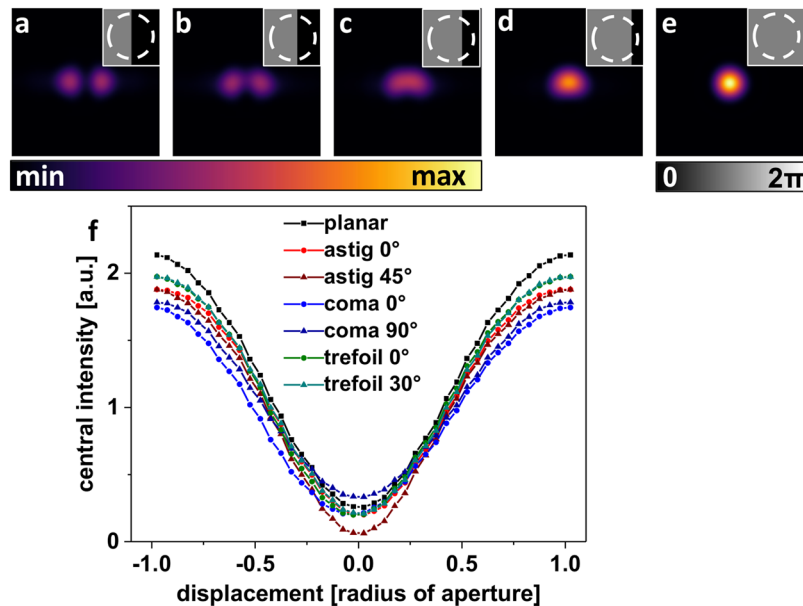 a b c d e
min max 0 2π
f
planar
astig 0°
astig 45°
coma 0°
coma 90°
trefoil 0°
trefoil 30°
central intensity [a.u.]
2
1
0
-1.0 -0.5 0.0 0.5 1.0
displacement [radius of aperture]